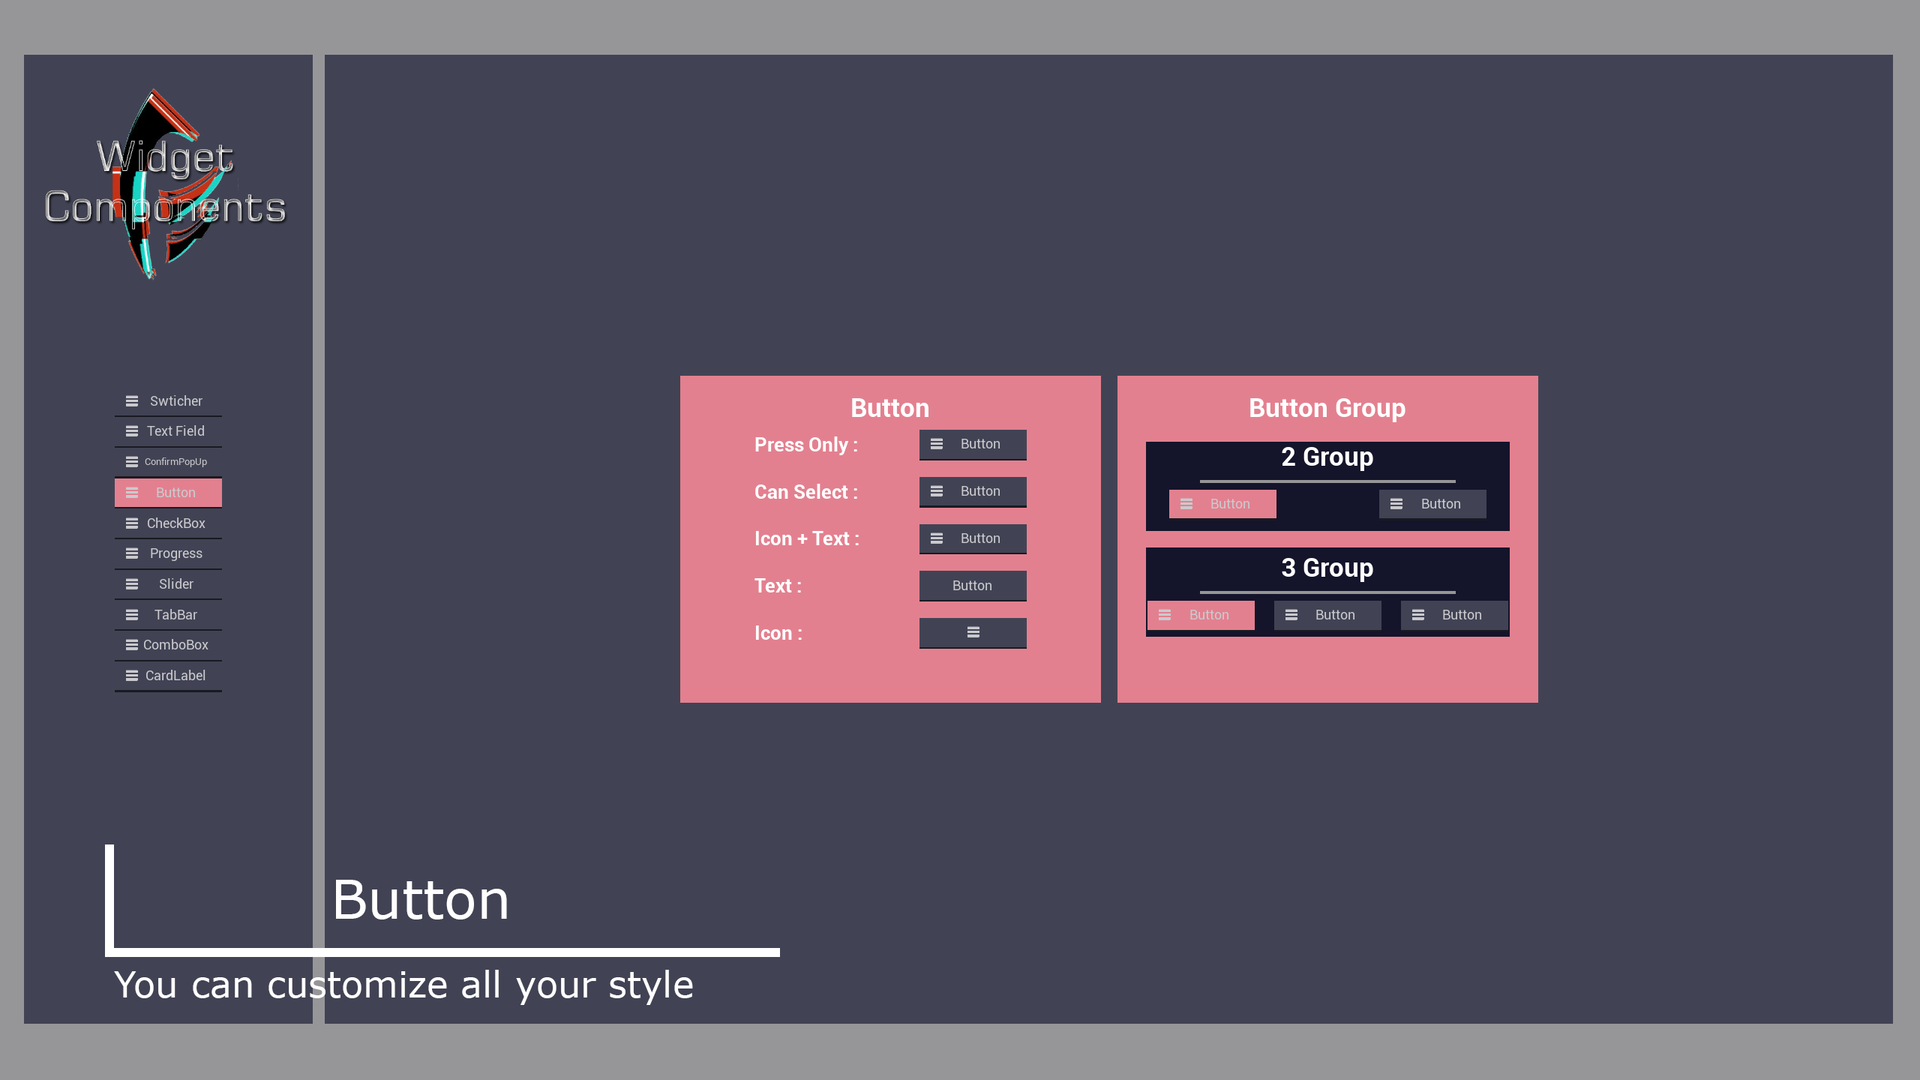 Widget
Components
Swticher
Text Field
ConfirmPopUp
Button
CheckBox
Progress
Slider
TabBar
ComboBox
CardLabel
Button
Press Only : Button
Can Select : Button
Icon + Text : Button
Text : Button
Icon :
Button Group
2 Group
Button Button
3 Group
Button Button Button
Button
You can customize all your style